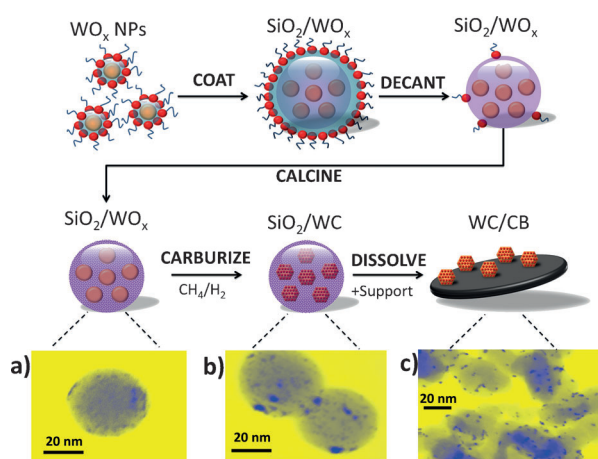 WOₓ NPs
SiO₂/WOₓ
SiO₂/WOₓ
COAT
DECANT
CALCINE
SiO₂/WOₓ
SiO₂/WC
WC/CB
CARBURIZE
CH₄/H₂
DISSOLVE
+Support
a)
b)
c)
20 nm
20 nm
20 nm